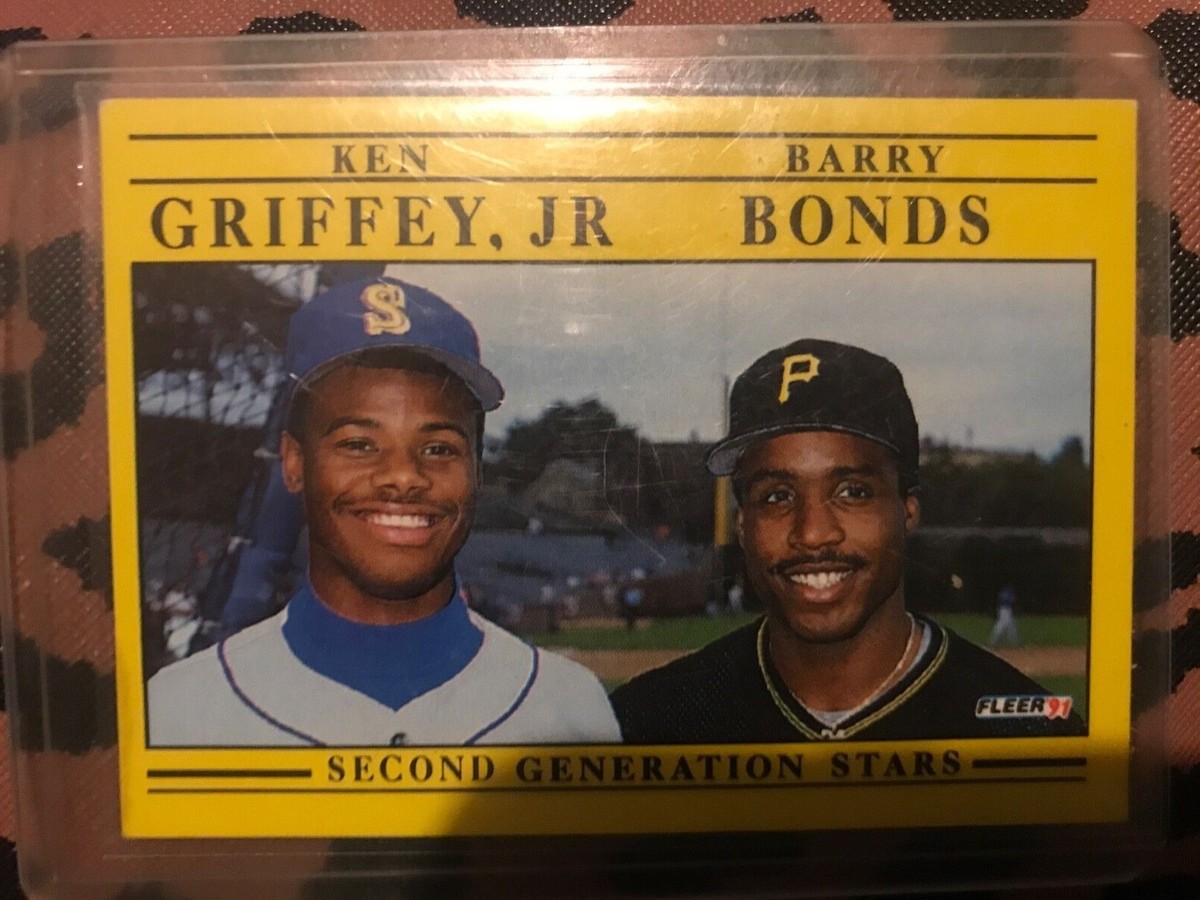 KEN BARRY
GRIFFEY, JR BONDS
S P
FLEER 91
SECOND GENERATION STARS